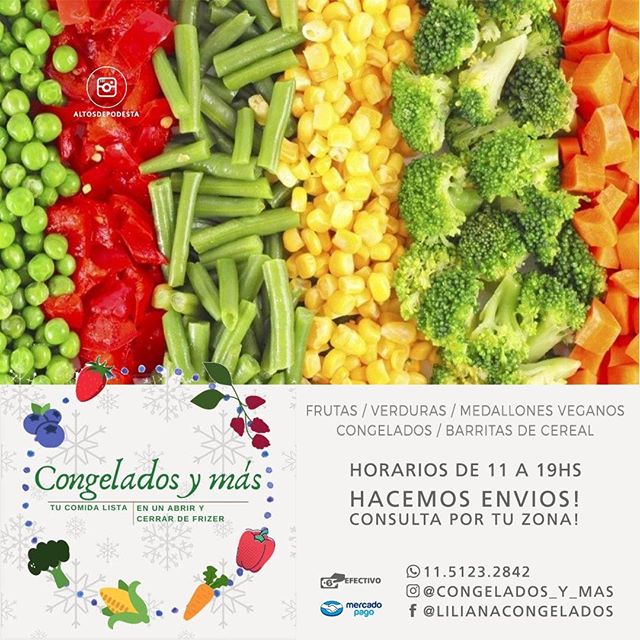 ALTOSDEPODESTA
FRUTAS / VERDURAS / MEDALLONES VEGANOS
CONGELADOS / BARRITAS DE CEREAL
Congelados y más
TU COMIDA LISTA
EN UN ABRIR Y
CERRAR DE FRIZER
HORARIOS DE 11 A 19HS
HACEMOS ENVIOS!
CONSULTA POR TU ZONA!
EFECTIVO
mercado
pago
11.5123.2842
@CONGELADOS_Y_MAS
@LILIANACONGELADOS